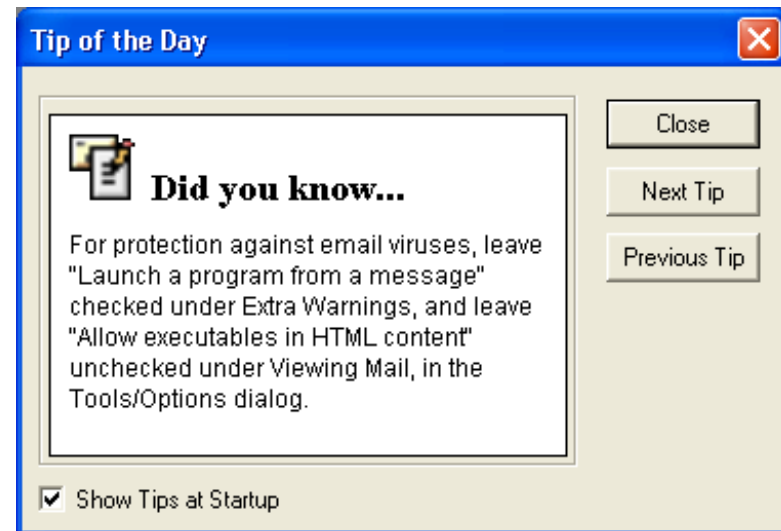 Tip of the Day
Did you know...
For protection against email viruses, leave
"Launch a program from a message"
checked under Extra Warnings, and leave
"Allow executables in HTML content"
unchecked under Viewing Mail, in the
Tools/Options dialog.
Close
Next Tip
Previous Tip
Show Tips at Startup